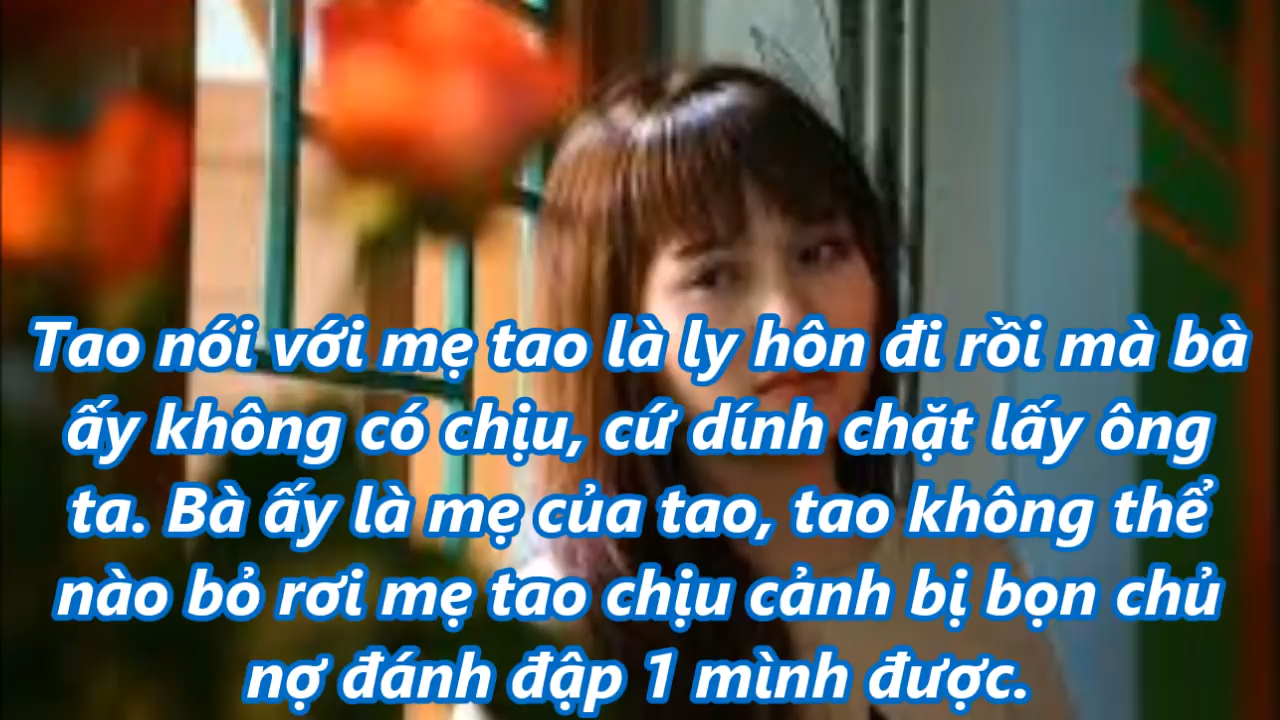 Tao nói với mẹ tao là ly hôn đi rồi mà bà
ấy không có chịu, cứ dính chặt lấy ông
ta. Bà ấy là mẹ của tao, tao không thể
nào bỏ rơi mẹ tao chịu cảnh bị bọn chủ
nợ đánh đập 1 mình được.